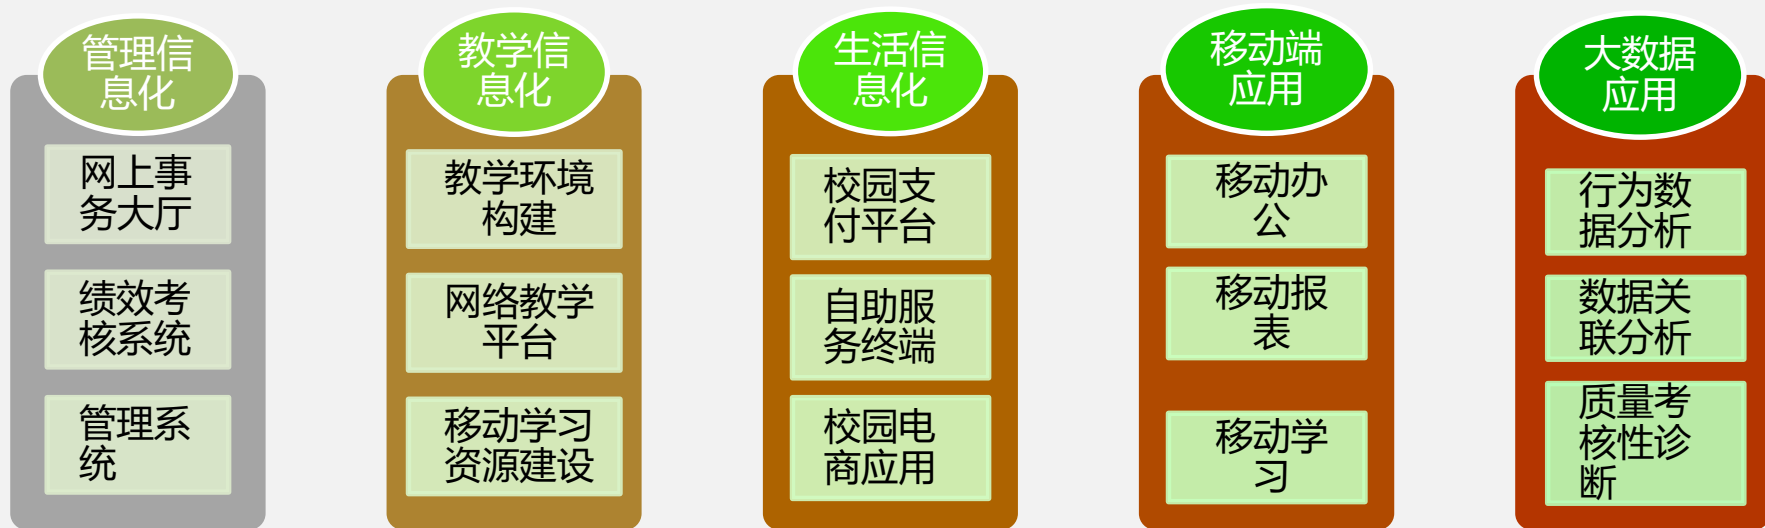 管理信
息化
网上事
务大厅
绩效考
核系统
管理系
统
教学信
息化
教学环境
构建
网络教学
平台
移动学习
资源建设
生活信
息化
校园支
付平台
自助服
务终端
校园电
商应用
移动端
应用
移动办
公
移动报
表
移动学
习
大数据
应用
行为数
据分析
数据关
联分析
质量考
核性诊
断